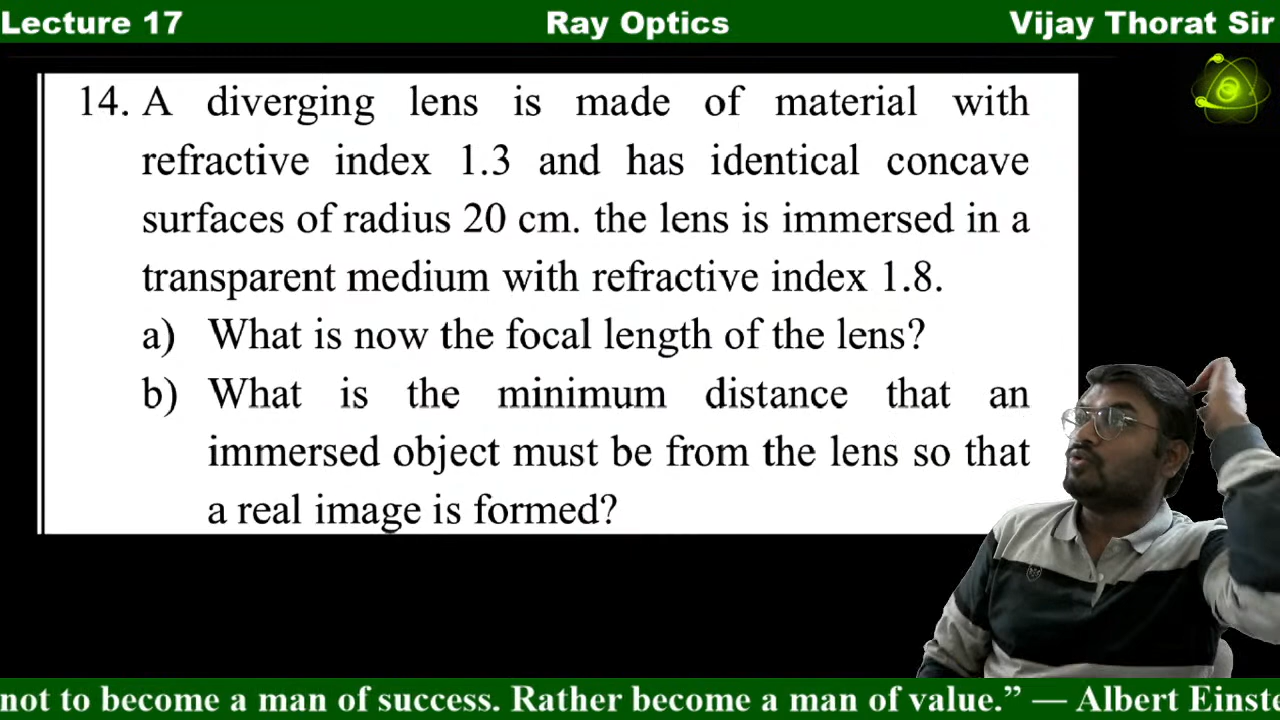 Lecture 17 Ray Optics Vijay Thorat Sir
14. A diverging lens is made of material with
refractive index 1.3 and has identical concave
surfaces of radius 20 cm. the lens is immersed in a
transparent medium with refractive index 1.8.
a) What is now the focal length of the lens?
b) What is the minimum distance that an
immersed object must be from the lens so that
a real image is formed?
not to become a man of success. Rather become a man of value.” — Albert Einste